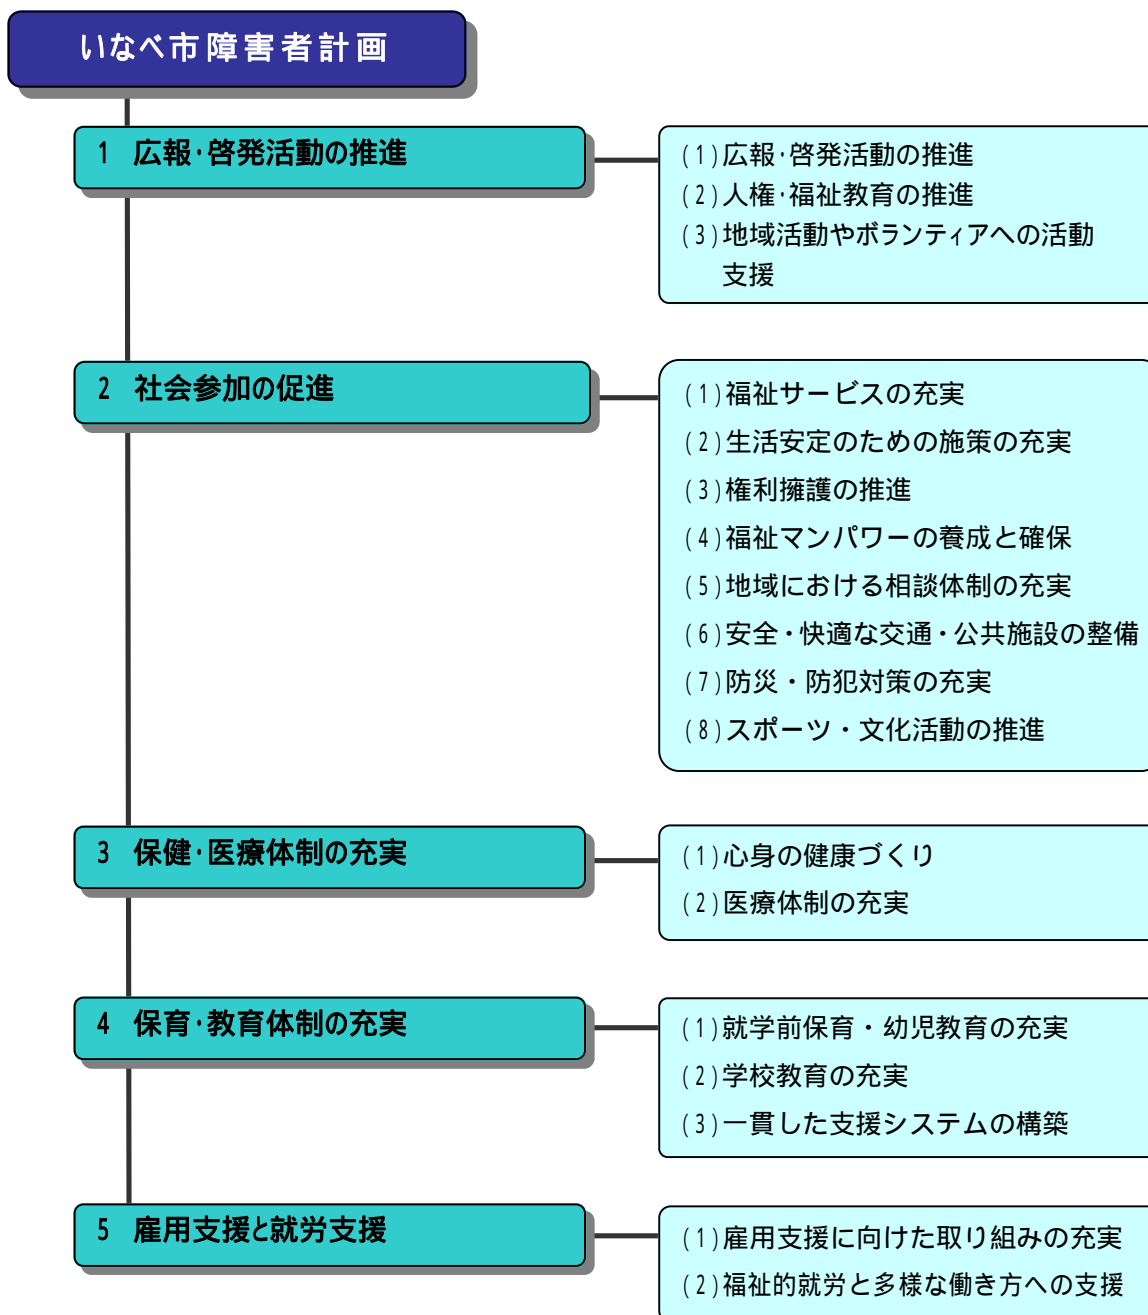 いなべ市障害者計画
1 広報・啓発活動の推進
(1)広報・啓発活動の推進
(2)人権・福祉教育の推進
(3)地域活動やボランティアへの活動
支援
2 社会参加の促進
(1)福祉サービスの充実
(2)生活安定のための施策の充実
(3)権利擁護の推進
(4)福祉マンパワーの養成と確保
(5)地域における相談体制の充実
(6)安全・快適な交通・公共施設の整備
(7)防災・防犯対策の充実
(8)スポーツ・文化活動の推進
3 保健・医療体制の充実
(1)心身の健康づくり
(2)医療体制の充実
4 保育・教育体制の充実
(1)就学前保育・幼児教育の充実
(2)学校教育の充実
(3)一貫した支援システムの構築
5 雇用支援と就労支援
(1)雇用支援に向けた取り組みの充実
(2)福祉的就労と多様な働き方への支援